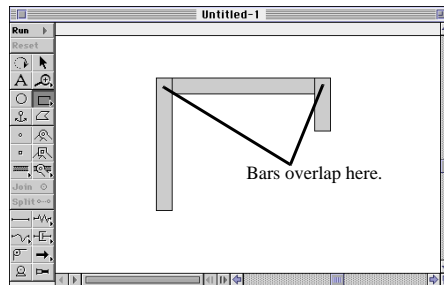 Untitled-1
Run
Reset
A
Bars overlap here.
Join
Split